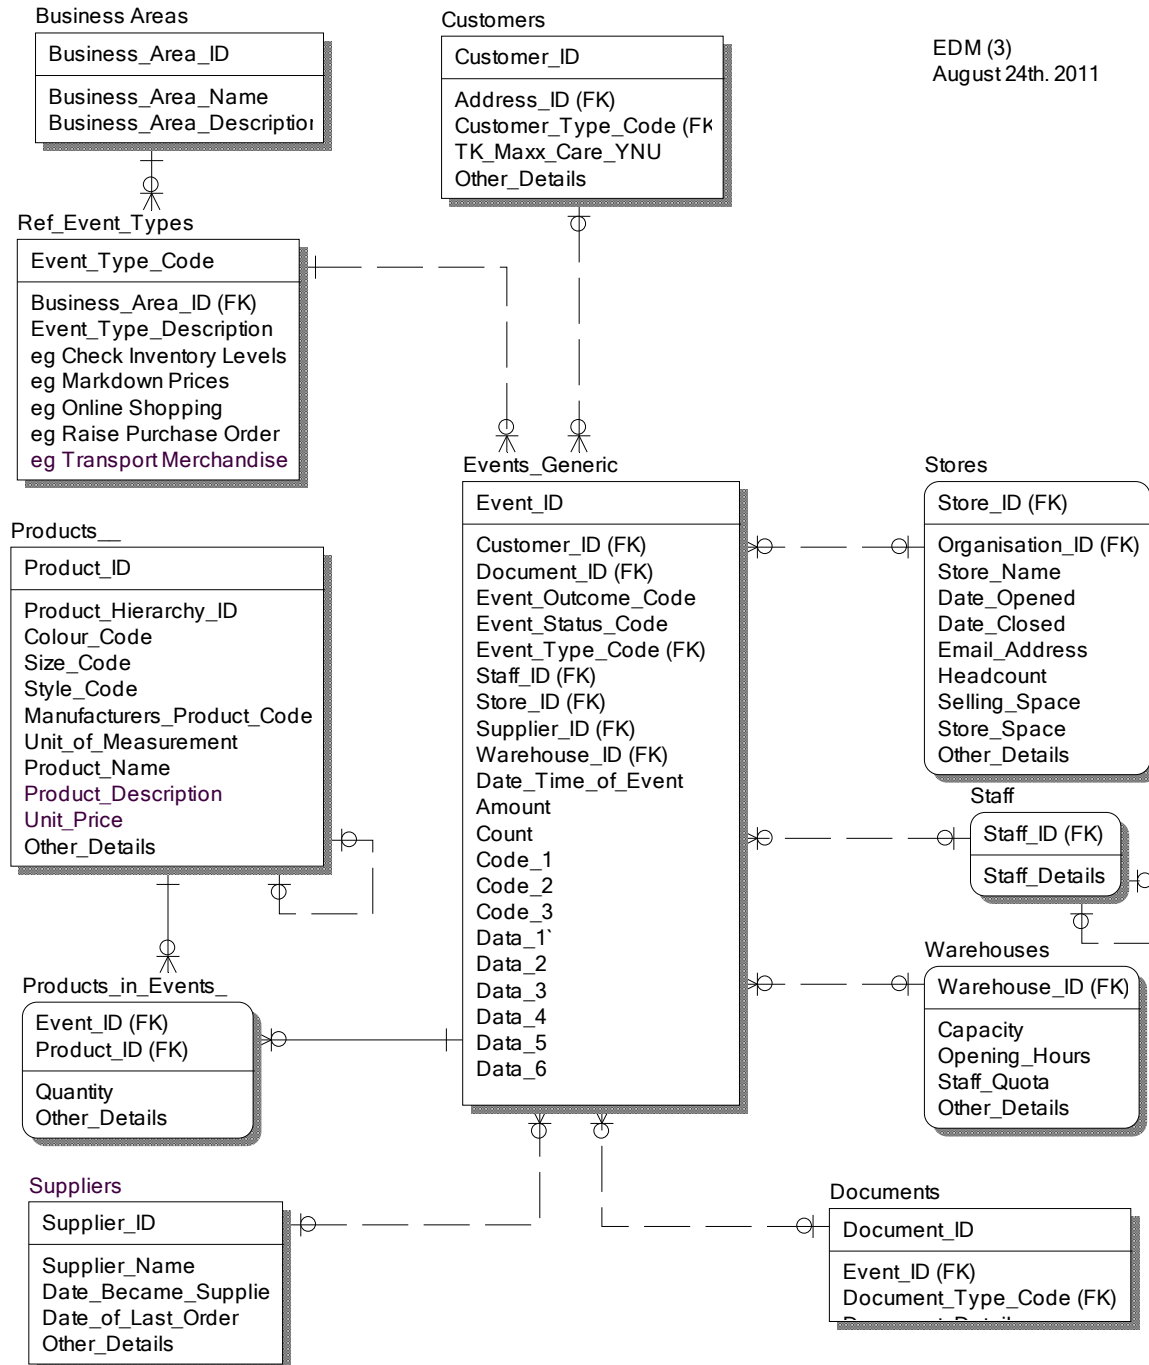 Business Areas
Business_Area_ID
Business_Area_Name
Business_Area_Description
Customers
Customer_ID
Address_ID (FK)
Customer_Type_Code (FK
TK_Maxx_Care_YNU
Other_Details
EDM (3)
August 24th. 2011
Ref_Event_Types
Event_Type_Code
Business_Area_ID (FK)
Event_Type_Description
eg Check Inventory Levels
eg Markdown Prices
eg Online Shopping
eg Raise Purchase Order
eg Transport Merchandise
Events_Generic
Event_ID
Customer_ID (FK)
Document_ID (FK)
Event_Outcome_Code
Event_Status_Code
Event_Type_Code (FK)
Staff_ID (FK)
Store_ID (FK)
Supplier_ID (FK)
Warehouse_ID (FK)
Date_Time_of_Event
Amount
Count
Code_1
Code_2
Code_3
Data_1`
Data_2
Data_3
Data_4
Data_5
Data_6
Stores
Store_ID (FK)
Organisation_ID (FK)
Store_Name
Date_Opened
Date_Closed
Email_Address
Headcount
Selling_Space
Store_Space
Other_Details
Products__
Product_ID
Product_Hierarchy_ID
Colour_Code
Size_Code
Style_Code
Manufacturers_Product_Code
Unit_of_Measurement
Product_Name
Product_Description
Unit_Price
Other_Details
Staff
Staff_ID (FK)
Staff_Details
Warehouses
Warehouse_ID (FK)
Capacity
Opening_Hours
Staff_Quota
Other_Details
Products_in_Events_
Event_ID (FK)
Product_ID (FK)
Quantity
Other_Details
Suppliers
Supplier_ID
Supplier_Name
Date_Became_Supplie
Date_of_Last_Order
Other_Details
Documents
Document_ID
Event_ID (FK)
Document_Type_Code (FK)